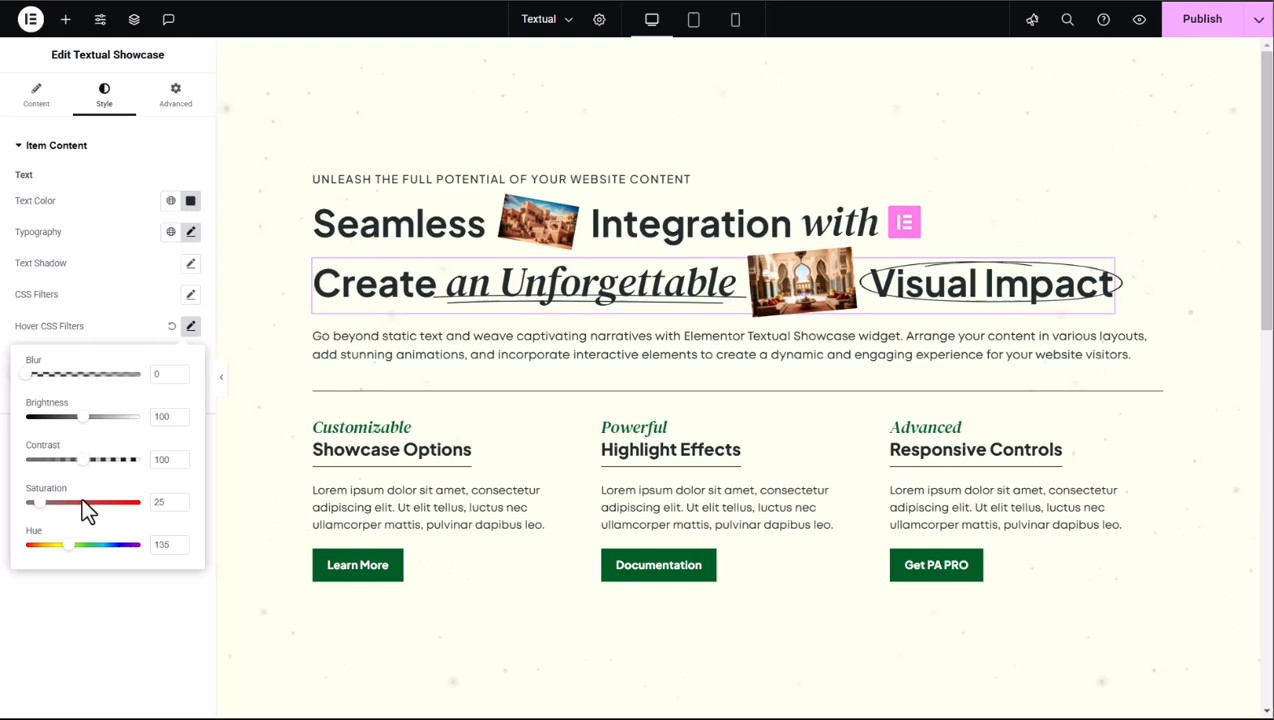 Textual
Publish
Edit Textual Showcase
Content
Style
Advanced
Item Content
Text
Text Color
Typography
Text Shadow
CSS Filters
Hover CSS Filters
Blur
0
Brightness
100
Contrast
100
Saturation
25
Hue
135
UNLEASH THE FULL POTENTIAL OF YOUR WEBSITE CONTENT
Seamless Integration with
Create an Unforgettable Visual Impact
Go beyond static text and weave captivating narratives with Elementor Textual Showcase widget. Arrange your content in various layouts,
add stunning animations, and incorporate interactive elements to create a dynamic and engaging experience for your website visitors.
Customizable
Showcase Options
Lorem ipsum dolor sit amet, consectetur
adipiscing elit. Ut elit tellus, luctus nec
ullamcorper mattis, pulvinar dapibus leo.
Learn More
Powerful
Highlight Effects
Lorem ipsum dolor sit amet, consectetur
adipiscing elit. Ut elit tellus, luctus nec
ullamcorper mattis, pulvinar dapibus leo.
Documentation
Advanced
Responsive Controls
Lorem ipsum dolor sit amet, consectetur
adipiscing elit. Ut elit tellus, luctus nec
ullamcorper mattis, pulvinar dapibus leo.
Get PA PRO